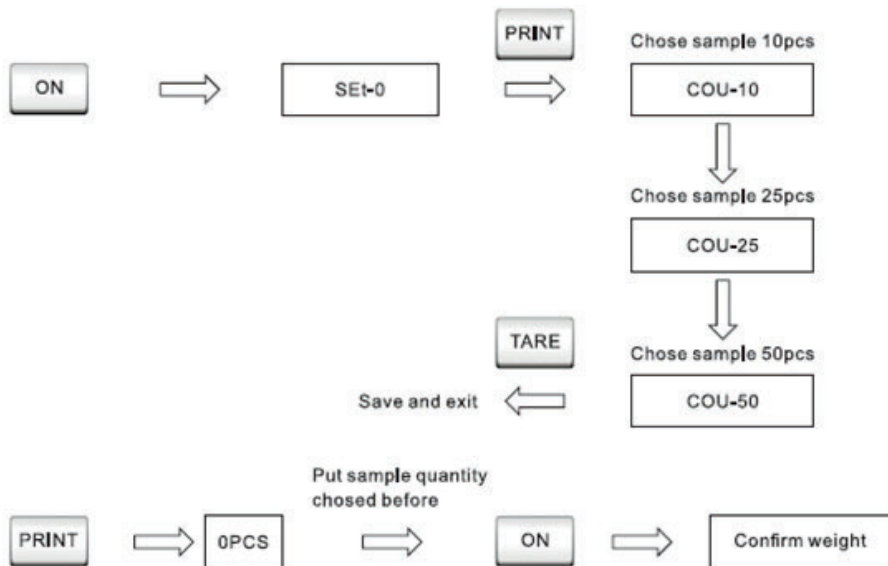 PRINT
Chose sample 10pcs
ON
SEt-0
COU-10
Chose sample 25pcs
COU-25
TARE
Chose sample 50pcs
Save and exit
COU-50
Put sample quantity
chosed before
PRINT
0PCS
ON
Confirm weight